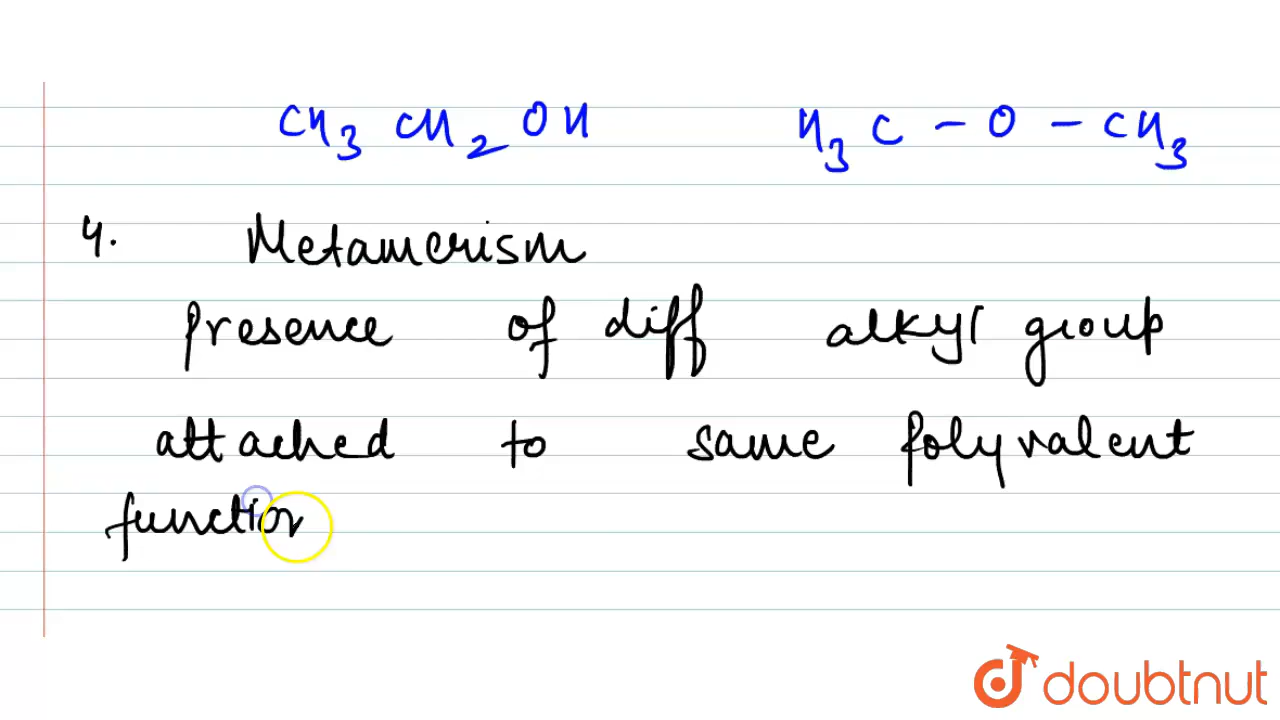 CH3 CH2 OH H3C - O - CH3
4. Metamerism
presence of diff alkyl group
attached to same polyvalent
function
doubtnut